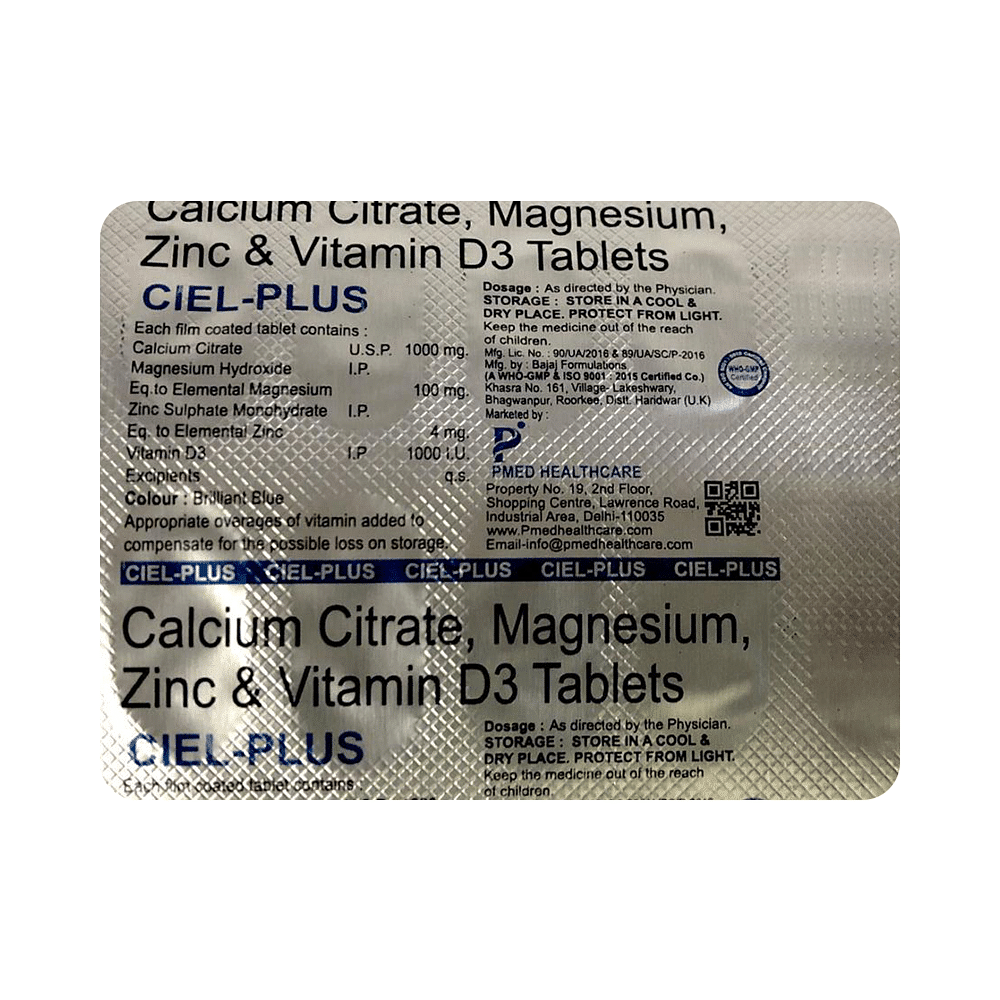 Calcium Citrate, Magnesium,
Zinc & Vitamin D3 Tablets
CIEL-PLUS
Each film coated tablet contains :
Calcium Citrate U.S.P. 1000 mg.
Magnesium Hydroxide I.P.
Eq.to Elemental Magnesium 100 mg.
Zinc Sulphate Monohydrate I.P.
Eq. to Elemental Zinc 4 mg.
Vitamin D3 I.P 1000 I.U.
Excipients q.s.
Colour : Brilliant Blue
Appropriate overages of vitamin added to
compensate for the possible loss on storage.
Dosage : As directed by the Physician.
STORAGE : STORE IN A COOL &
DRY PLACE. PROTECT FROM LIGHT.
Keep the medicine out of the reach
of children.
Mfg. Lic. No. : 90/UA/2016 & 89/UA/SC/P-2016
Mfg. by : Bajaj Formulations
(A WHO-GMP & ISO 9001 : 2015 Certified Co.)
Khasra No. 161, Village- Lakeshwary,
Bhagwanpur, Roorkee, Distt. Haridwar (U.K)
WHO-GMP
Certified
Marketed by :
PMED HEALTHCARE
Property No. 19, 2nd Floor,
Shopping Centre, Lawrence Road,
Industrial Area, Delhi-110035
www.Pmedhealthcare.com
Email-info@pmedhealthcare.com
CIEL-PLUS CIEL-PLUS CIEL-PLUS CIEL-PLUS CIEL-PLUS
Calcium Citrate, Magnesium,
Zinc & Vitamin D3 Tablets
CIEL-PLUS
Each film coated tablet contains :
Dosage : As directed by the Physician.
STORAGE : STORE IN A COOL &
DRY PLACE. PROTECT FROM LIGHT.
Keep the medicine out of the reach
of children